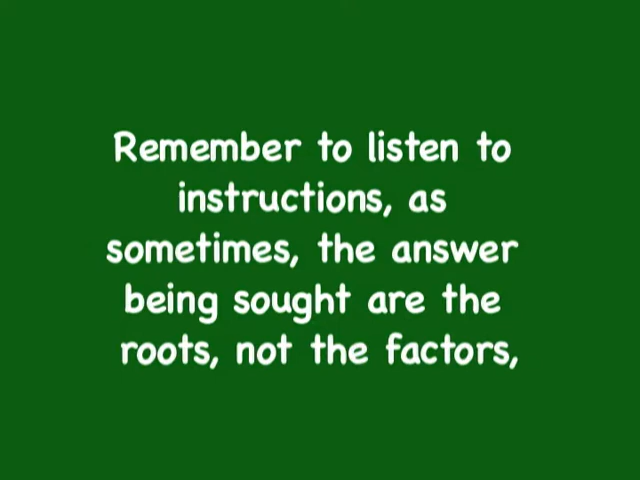 Remember to listen to
instructions, as
sometimes, the answer
being sought are the
roots, not the factors,